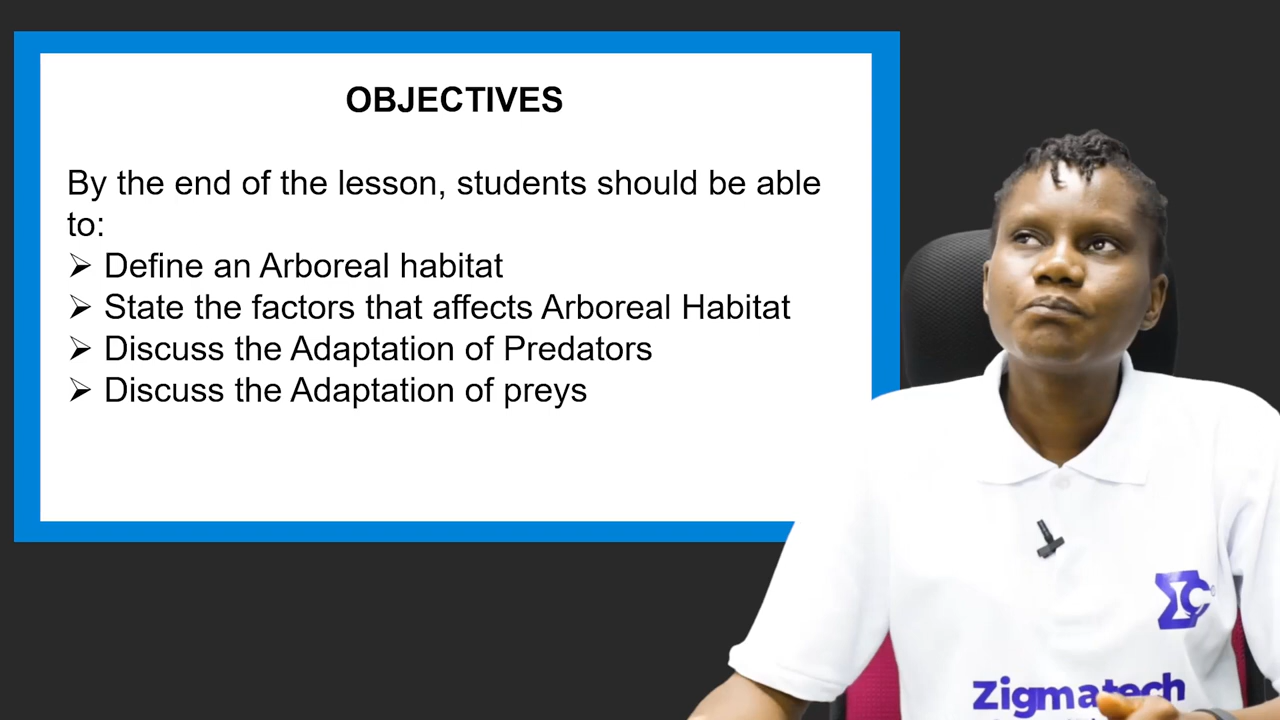 OBJECTIVES
By the end of the lesson, students should be able
to:
➢ Define an Arboreal habitat
➢ State the factors that affects Arboreal Habitat
➢ Discuss the Adaptation of Predators
➢ Discuss the Adaptation of preys
Zigmatech